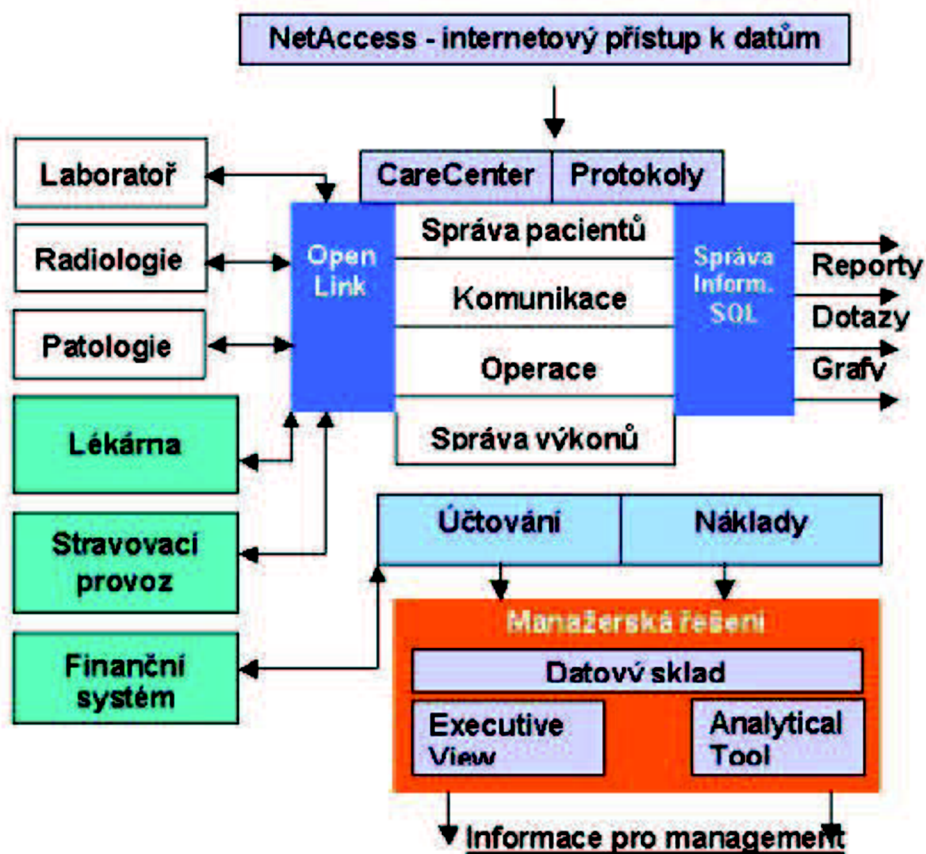 NetAccess - internetový přístup k datům
Laboratoř
CareCenter
Protokoly
Radiologie
Open
Link
Správa pacientů
Správa
Inform.
SQL
Reporty
Komunikace
Dotazy
Patologie
Operace
Grafy
Lékárna
Správa výkonů
Účtování
Náklady
Stravovací
provoz
Manažerská řešení
Finanční
systém
Datový sklad
Executive
View
Analytical
Tool
Informace pro management